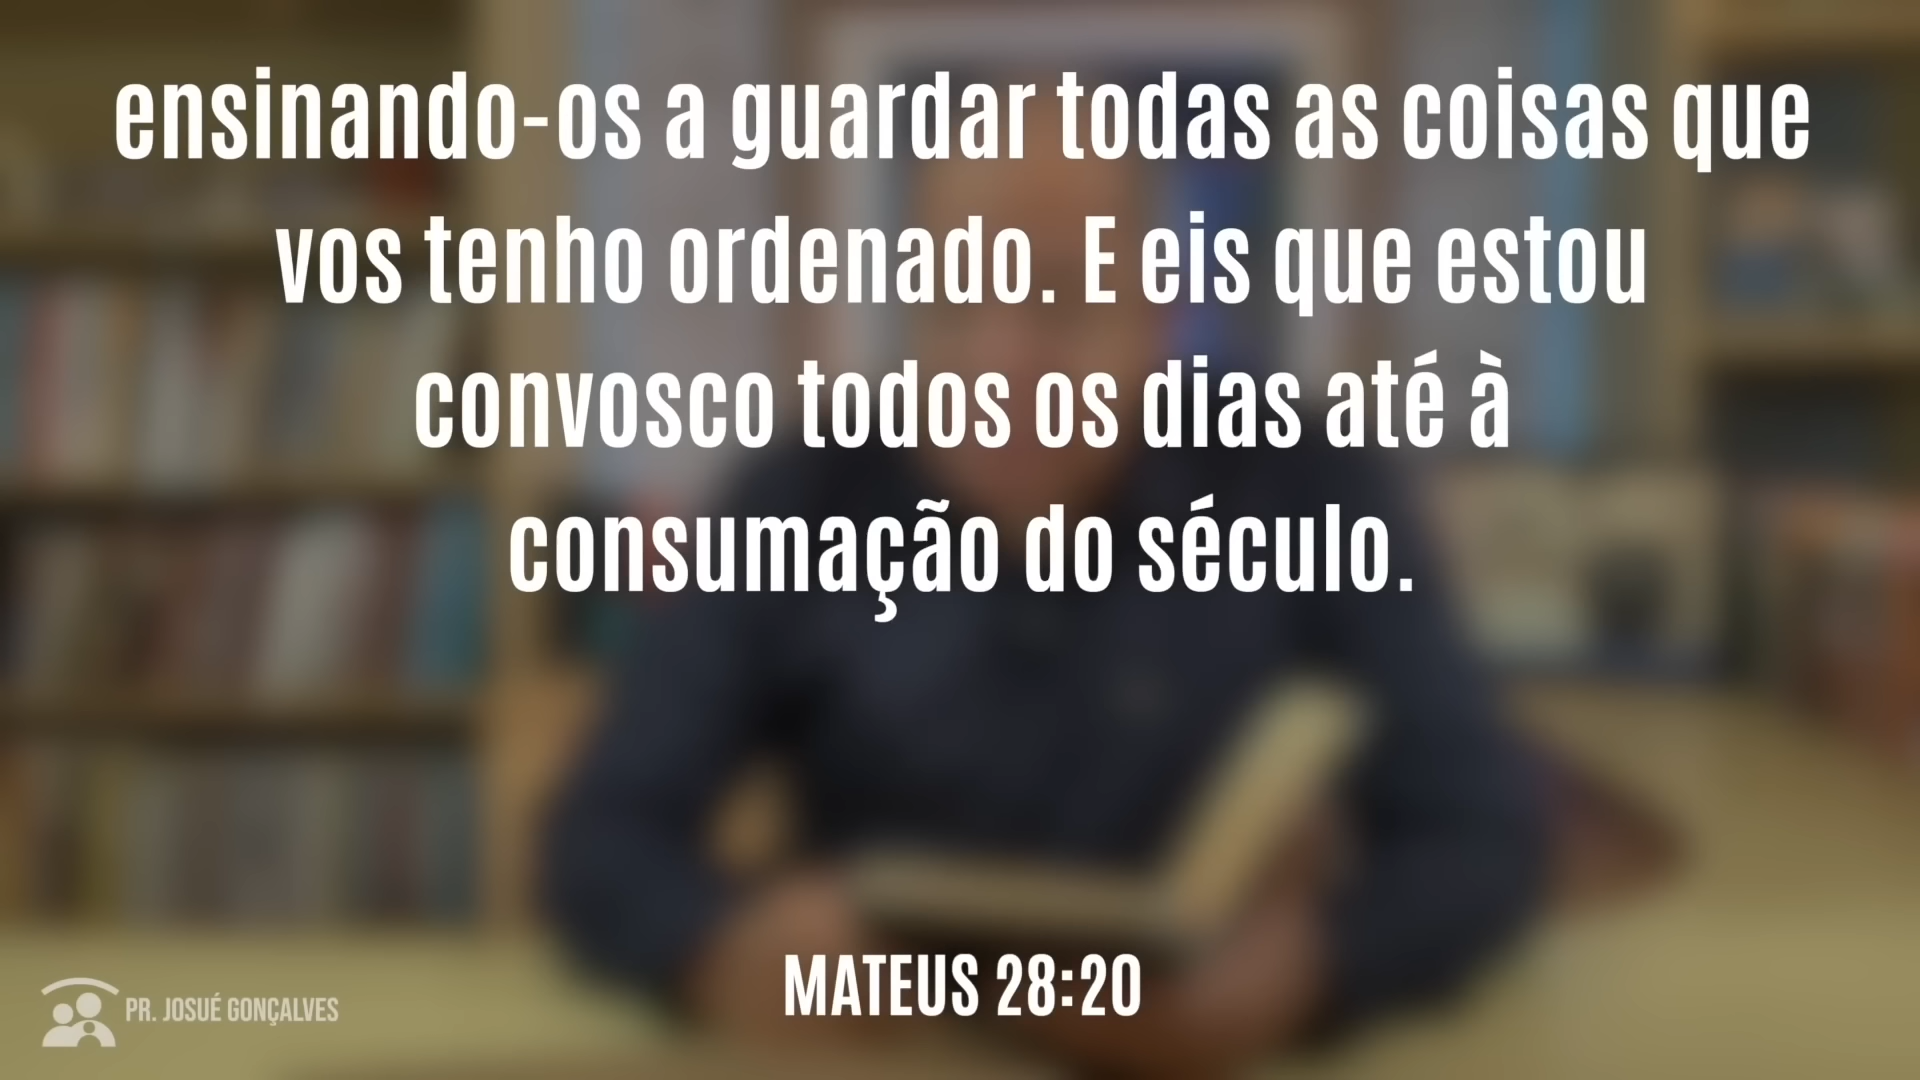 ensinando-os a guardar todas as coisas que
vos tenho ordenado. E eis que estou
convosco todos os dias até à
consumação do século.
MATEUS 28:20
PR. JOSUÉ GONÇALVES